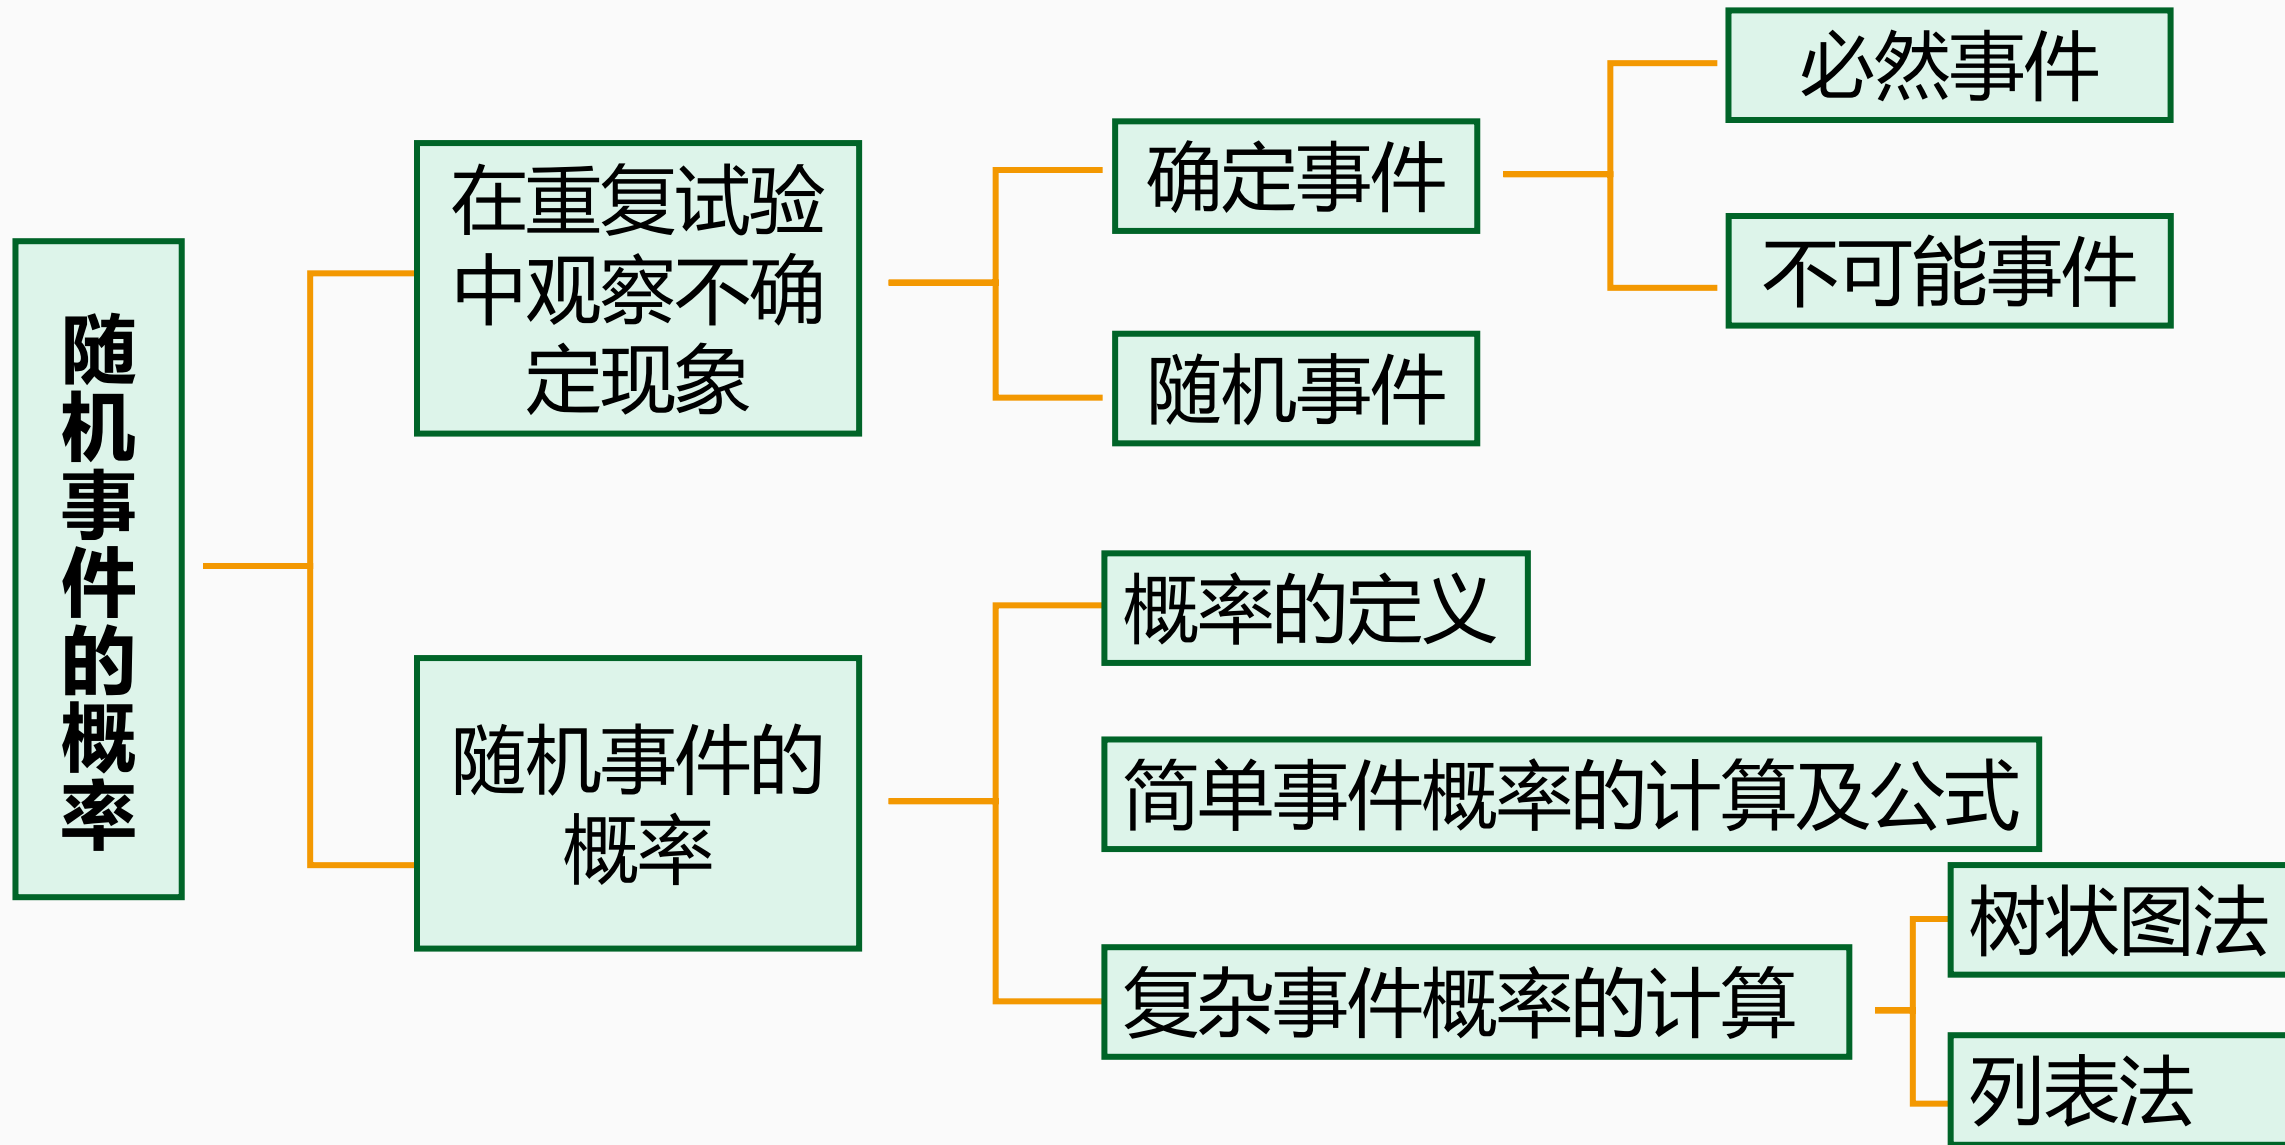 随机事件的概率
在重复试验
中观察不确
定现象
确定事件
必然事件
不可能事件
随机事件
随机事件的
概率
概率的定义
简单事件概率的计算及公式
复杂事件概率的计算
树状图法
列表法